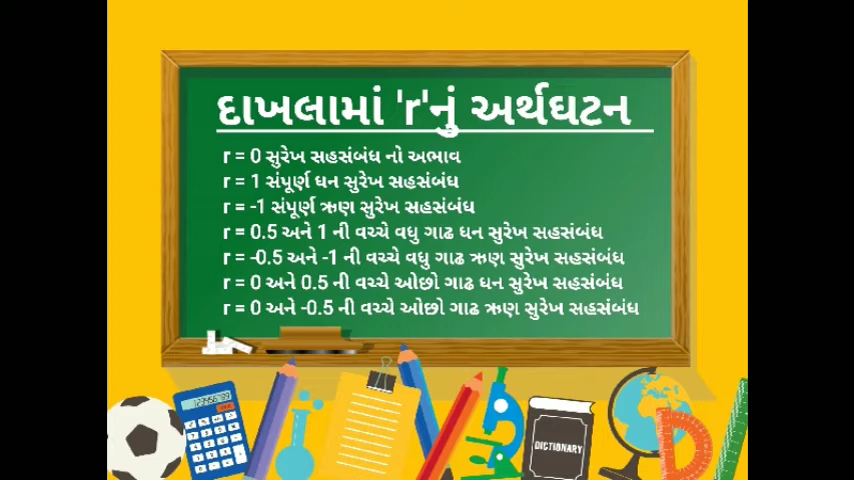 દાખલામાં 'r'નું અર્થઘટન
r = 0 સુરેખ સહસંબંધ નો અભાવ
r = 1 સંપૂર્ણ ધન સુરેખ સહસંબંધ
r = -1 સંપૂર્ણ ઋણ સુરેખ સહસંબંધ
r = 0.5 અને 1 ની વચ્ચે વધુ ગાઢ ધન સુરેખ સહસંબંધ
r = -0.5 અને -1 ની વચ્ચે વધુ ગાઢ ઋણ સુરેખ સહસંબંધ
r = 0 અને 0.5 ની વચ્ચે ઓછો ગાઢ ધન સુરેખ સહસંબંધ
r = 0 અને -0.5 ની વચ્ચે ઓછો ગાઢ ઋણ સુરેખ સહસંબંધ
DICTIONARY